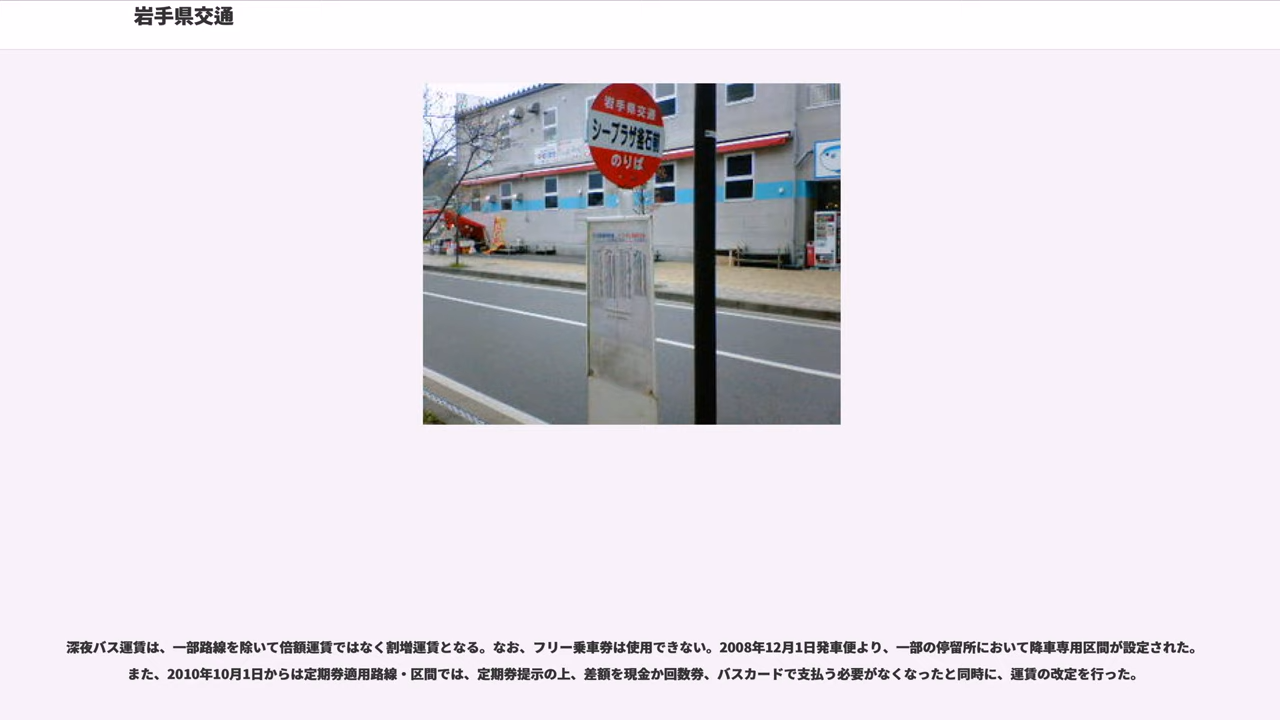 岩手県交通
岩手県交通
シープラザ釜石前
のりば
深夜バス運賃は、一部路線を除いて倍額運賃ではなく割増運賃となる。なお、フリー乗車券は使用できない。2008年12月1日発車便より、一部の停留所において降車専用区間が設定された。
また、2010年10月1日からは定期券適用路線・区間では、定期券提示の上、差額を現金か回数券、バスカードで支払う必要がなくなったと同時に、運賃の改定を行った。